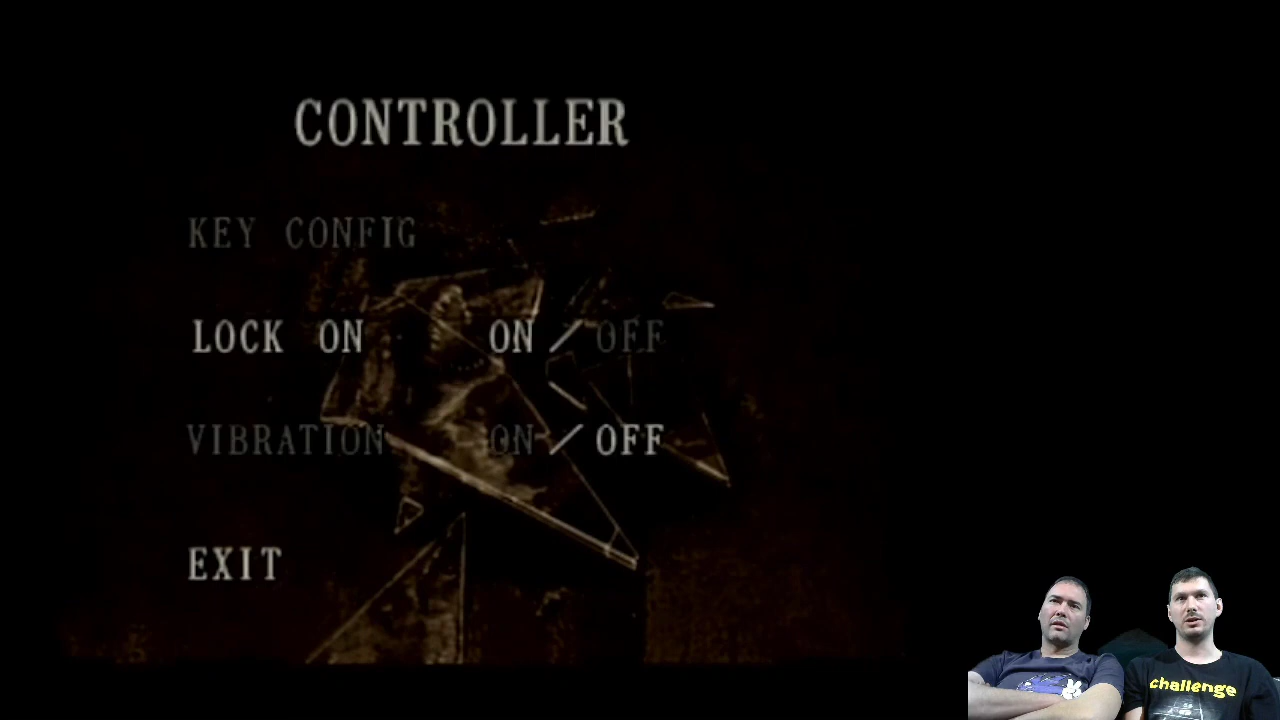 CONTROLLER
KEY CONFIG
LOCK ON ON / OFF
VIBRATION ON / OFF
EXIT
challenge